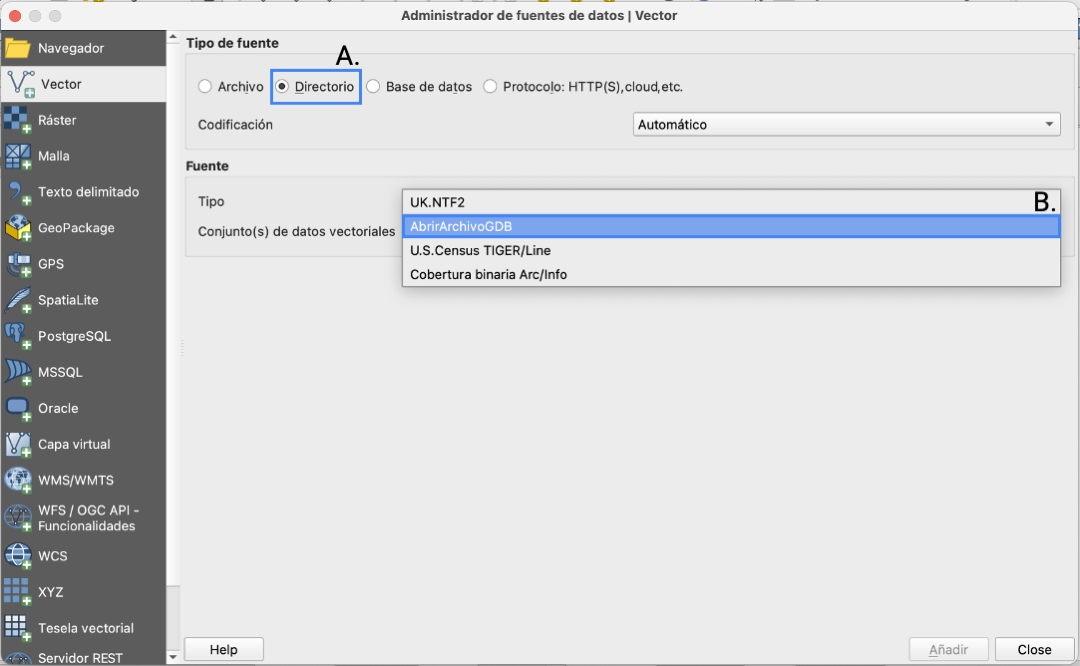 Administrador de fuentes de datos | Vector
Navegador
Vector
Ráster
Malla
Texto delimitado
GeoPackage
GPS
SpatiaLite
PostgreSQL
MSSQL
Oracle
Capa virtual
WMS/WMTS
WFS / OGC API -
Funcionalidades
WCS
XYZ
Tesela vectorial
Servidor REST
Tipo de fuente
A.
Archivo Directorio Base de datos Protocolo: HTTP(S),cloud,etc.
Codificación Automático
Fuente
Tipo
Conjunto(s) de datos vectoriales
UK.NTF2
B.
AbrirArchivoGDB
U.S.Census TIGER/Line
Cobertura binaria Arc/Info
Help Añadir Close